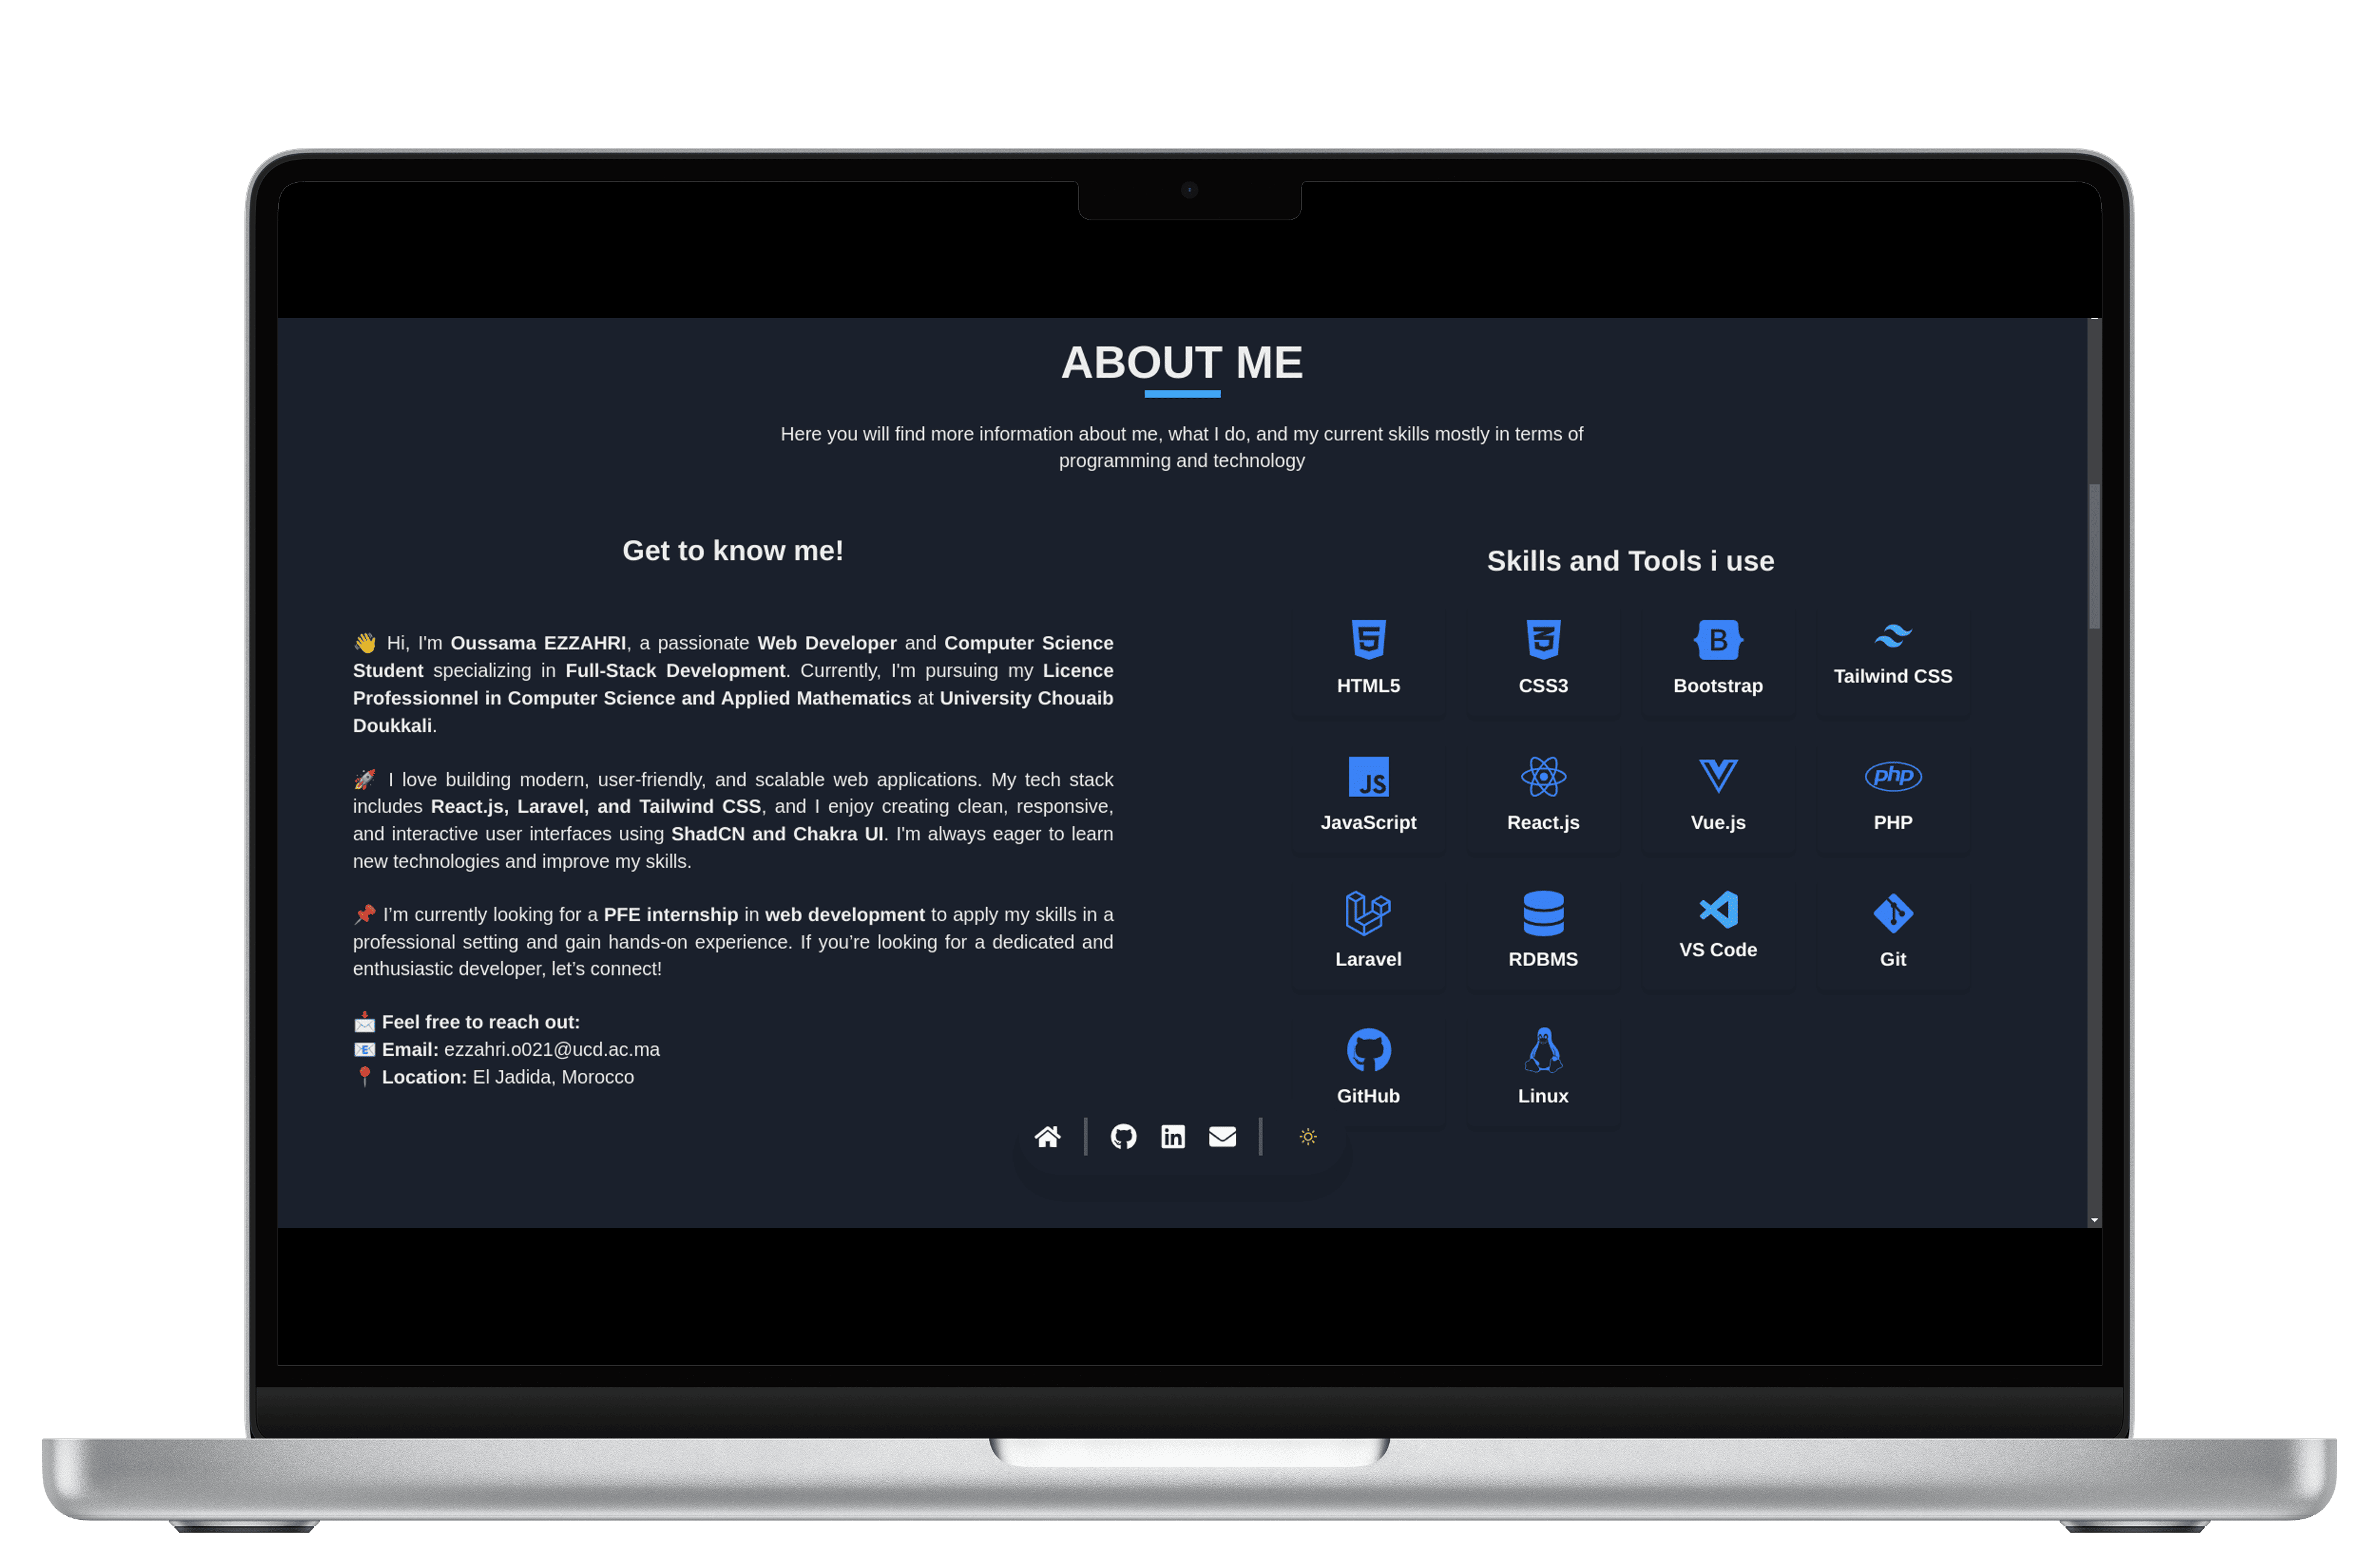 ABOUT ME
Here you will find more information about me, what I do, and my current skills mostly in terms of
programming and technology
Get to know me!
👋 Hi, I'm Oussama EZZAHRI, a passionate Web Developer and Computer Science
Student specializing in Full-Stack Development. Currently, I'm pursuing my Licence
Professionnel in Computer Science and Applied Mathematics at University Chouaib
Doukkali.
🚀 I love building modern, user-friendly, and scalable web applications. My tech stack
includes React.js, Laravel, and Tailwind CSS, and I enjoy creating clean, responsive,
and interactive user interfaces using ShadCN and Chakra UI. I'm always eager to learn
new technologies and improve my skills.
📌 I’m currently looking for a PFE internship in web development to apply my skills in a
professional setting and gain hands-on experience. If you’re looking for a dedicated and
enthusiastic developer, let’s connect!
📩 Feel free to reach out:
📧 Email: ezzahri.o021@ucd.ac.ma
📍 Location: El Jadida, Morocco
Skills and Tools i use
HTML5
CSS3
B
Bootstrap
Tailwind CSS
JS
JavaScript
React.js
Vue.js
php
PHP
Laravel
RDBMS
VS Code
Git
GitHub
Linux
in